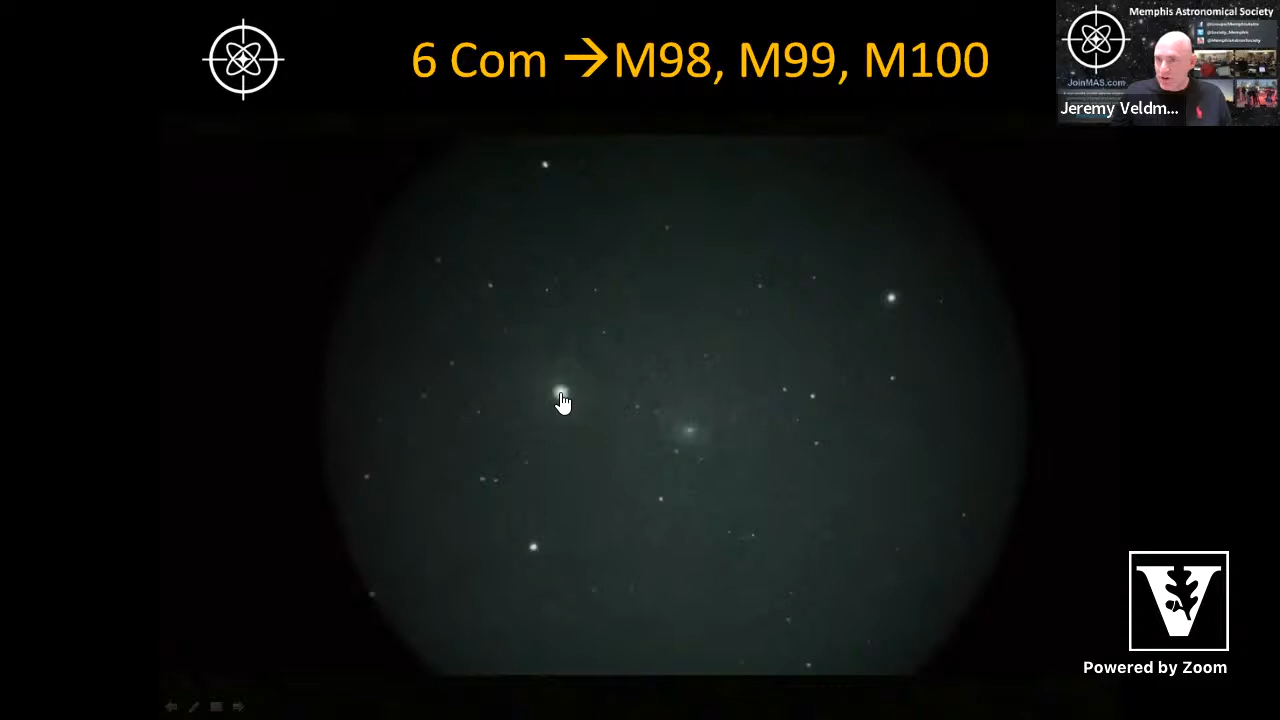 6 Com →M98, M99, M100
Memphis Astronomical Society
JoinMAS.com
Jeremy Veldm...
V
Powered by Zoom